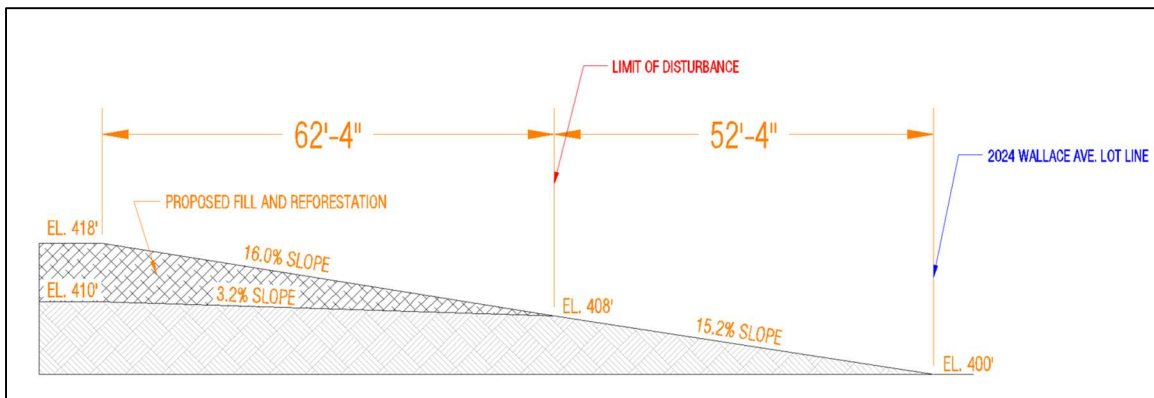 LIMIT OF DISTURBANCE
62'-4"
52'-4"
2024 WALLACE AVE. LOT LINE
PROPOSED FILL AND REFORESTATION
EL. 418'
16.0% SLOPE
EL. 410'
3.2% SLOPE
EL. 408'
15.2% SLOPE
EL. 400'